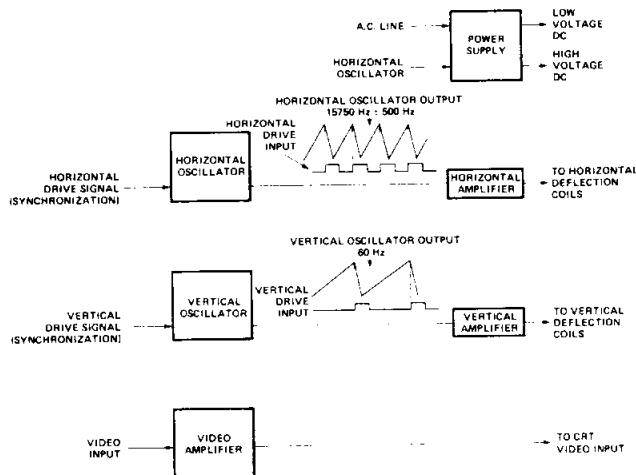 A.C. LINE
HORIZONTAL
OSCILLATOR
POWER
SUPPLY
LOW
VOLTAGE
DC
HIGH
VOLTAGE
DC
HORIZONTAL OSCILLATOR OUTPUT
15750 Hz ± 500 Hz
HORIZONTAL
DRIVE
INPUT
HORIZONTAL
DRIVE SIGNAL
(SYNCHRONIZATION)
HORIZONTAL
OSCILLATOR
HORIZONTAL
AMPLIFIER
TO HORIZONTAL
DEFLECTION
COILS
VERTICAL OSCILLATOR OUTPUT
60 Hz
VERTICAL
DRIVE
INPUT
VERTICAL
DRIVE SIGNAL
(SYNCHRONIZATION)
VERTICAL
OSCILLATOR
VERTICAL
AMPLIFIER
TO VERTICAL
DEFLECTION
COILS
VIDEO
INPUT
VIDEO
AMPLIFIER
TO CRT
VIDEO INPUT